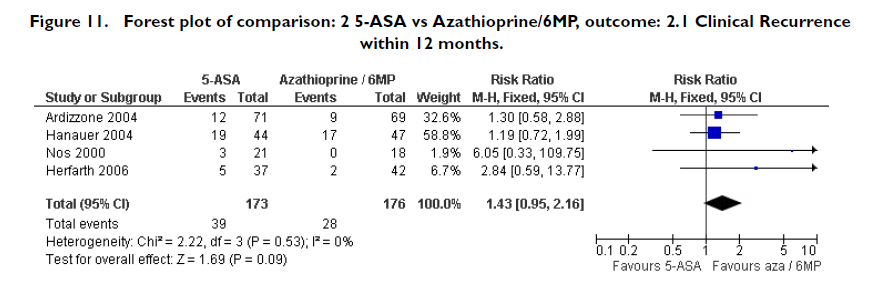 Figure 11. Forest plot of comparison: 2 5-ASA vs Azathioprine/6MP, outcome: 2.1 Clinical Recurrence
within 12 months.
5-ASA Azathioprine / 6MP Risk Ratio Risk Ratio
Study or Subgroup Events Total Events Total Weight M-H, Fixed, 95% CI M-H, Fixed, 95% CI
Ardizzone 2004 12 71 9 69 32.6% 1.30 [0.58, 2.88]
Hanauer 2004 19 44 17 47 58.8% 1.19 [0.72, 1.99]
Nos 2000 3 21 0 18 1.9% 6.05 [0.33, 109.75]
Herfarth 2006 5 37 2 42 6.7% 2.84 [0.59, 13.77]
Total (95% CI) 173 176 100.0% 1.43 [0.95, 2.16]
Total events 39 28
Heterogeneity: Chi² = 2.22, df = 3 (P = 0.53); I² = 0%
Test for overall effect: Z = 1.69 (P = 0.09)
0.1 0.2 0.5 1 2 5 10
Favours 5-ASA Favours aza / 6MP